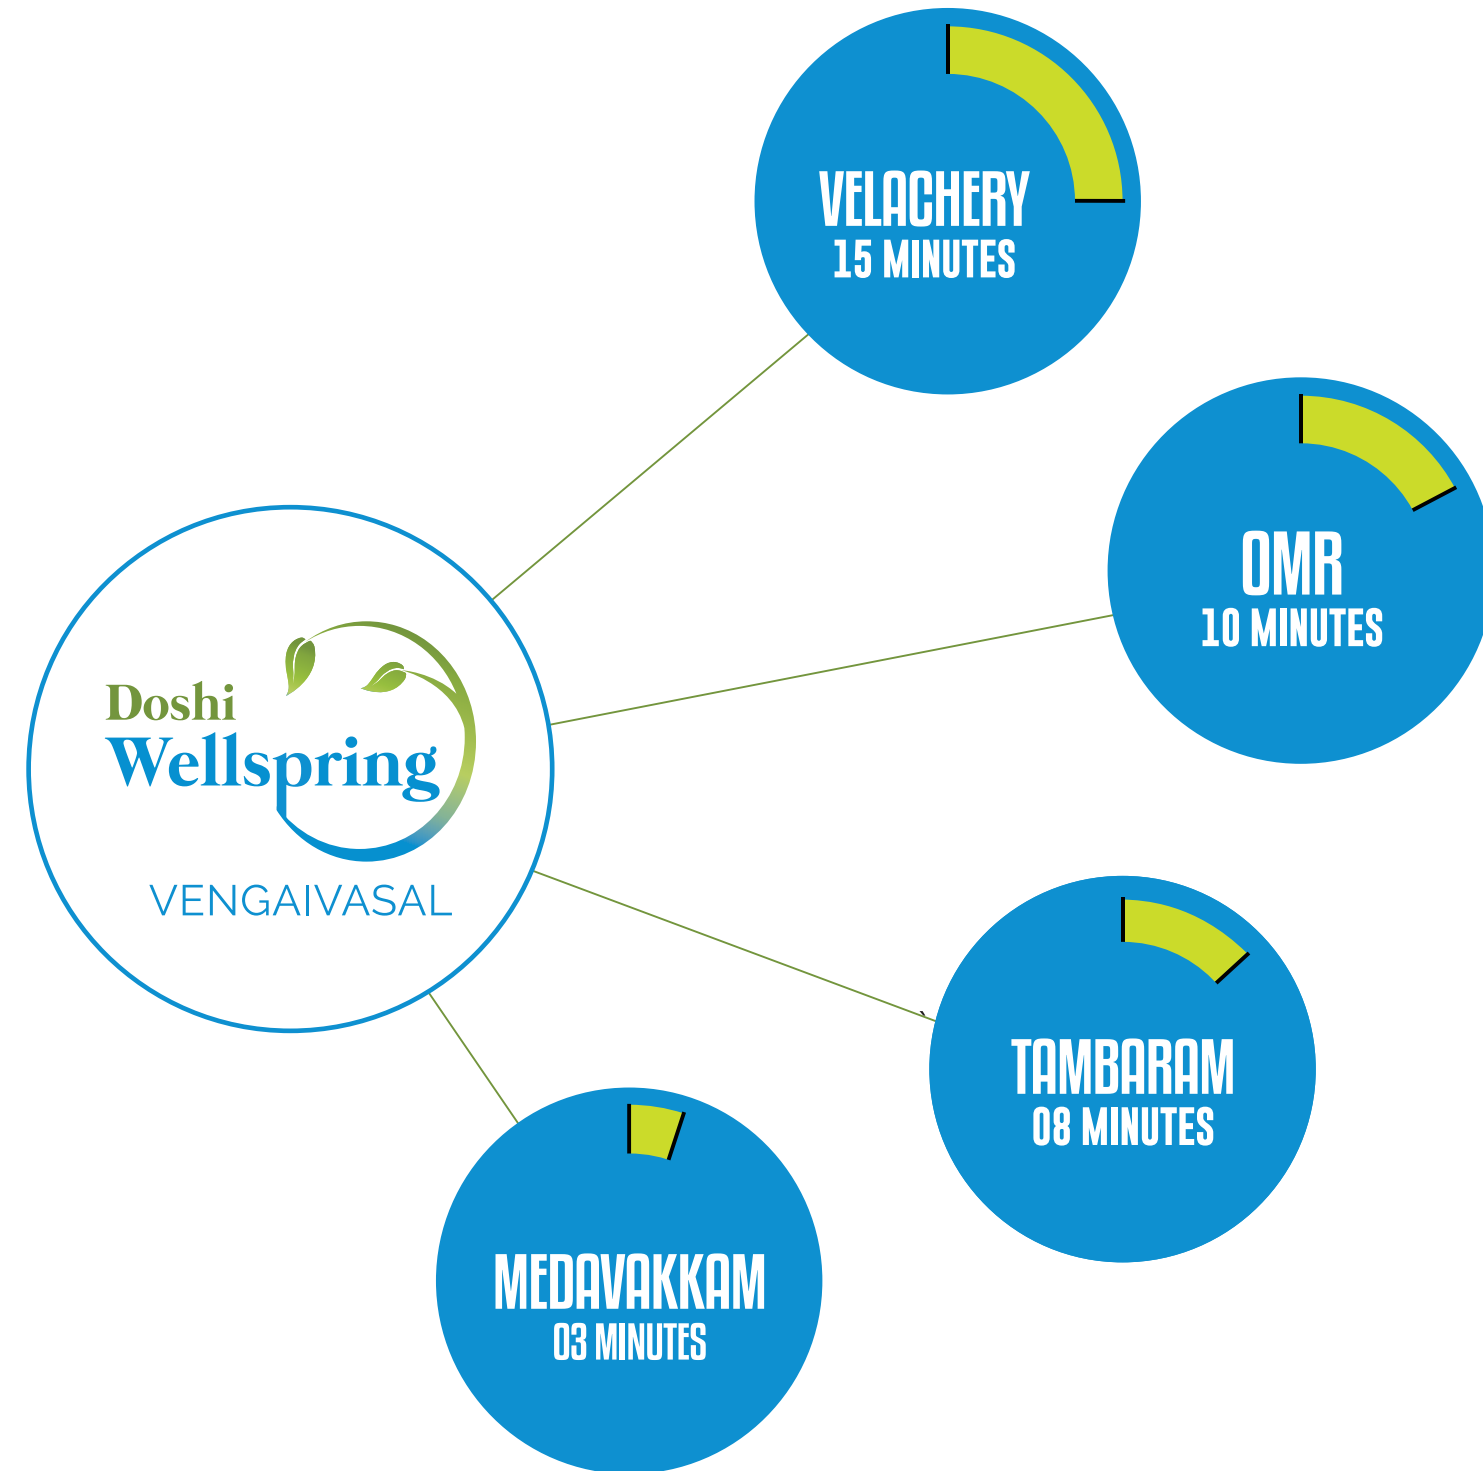 VELACHERY
15 MINUTES
OMR
10 MINUTES
Doshi
Wellspring
VENGAIVASAL
TAMBARAM
08 MINUTES
MEDAVAKKAM
03 MINUTES